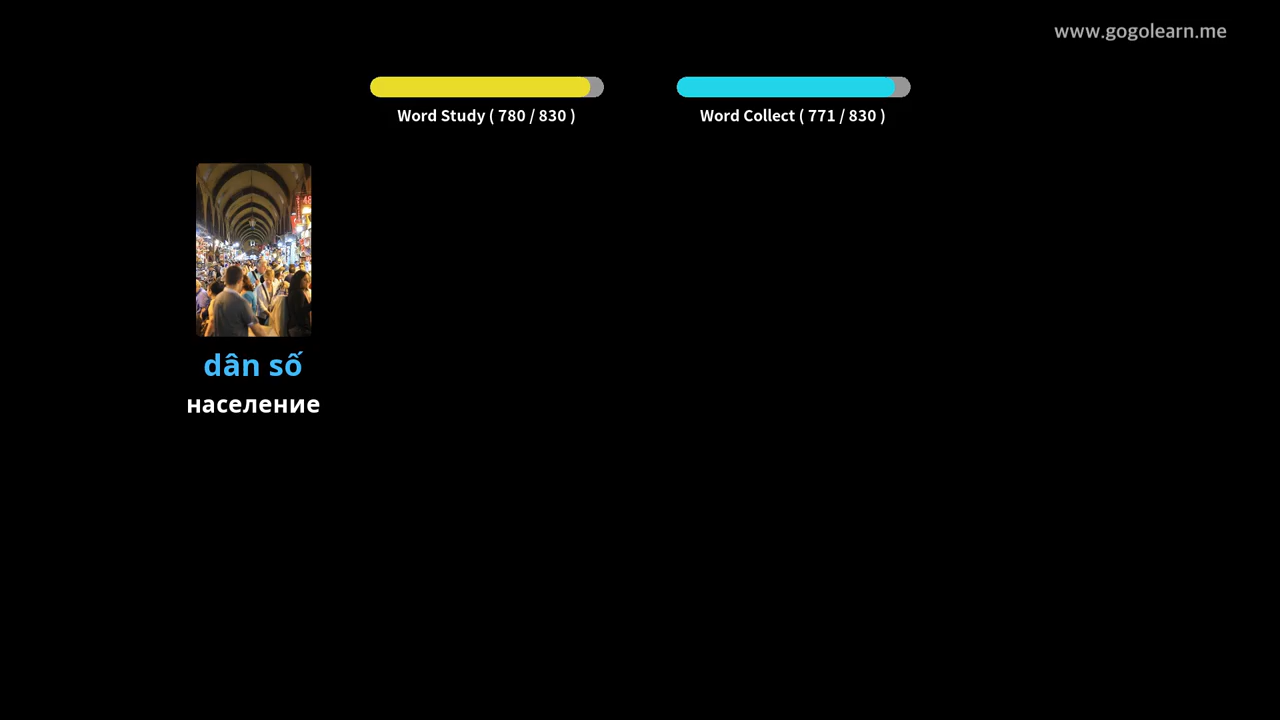 www.gogolearn.me
Word Study ( 780 / 830 )
Word Collect ( 771 / 830 )
dân số
население